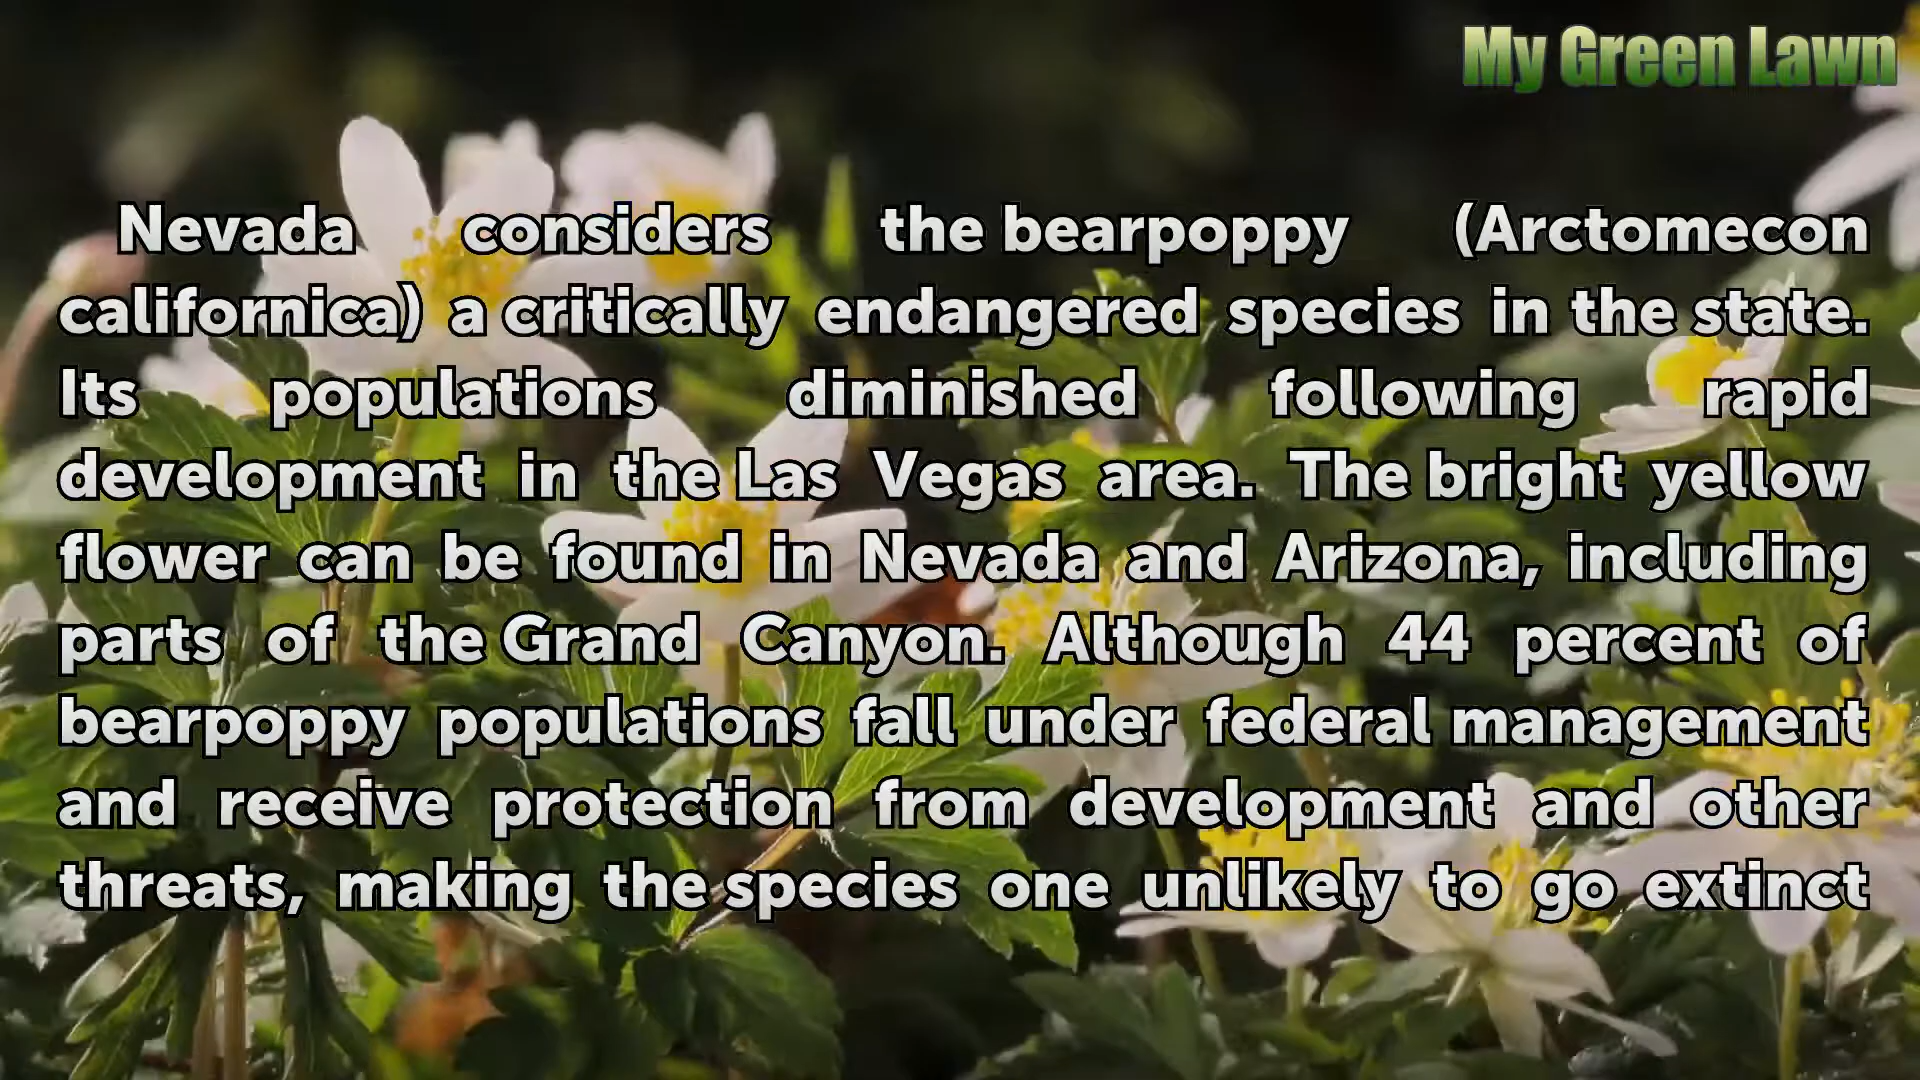 My Green Lawn
Nevada considers the bearpoppy (Arctomecon
californica) a critically endangered species in the state.
Its populations diminished following rapid
development in the Las Vegas area. The bright yellow
flower can be found in Nevada and Arizona, including
parts of the Grand Canyon. Although 44 percent of
bearpoppy populations fall under federal management
and receive protection from development and other
threats, making the species one unlikely to go extinct